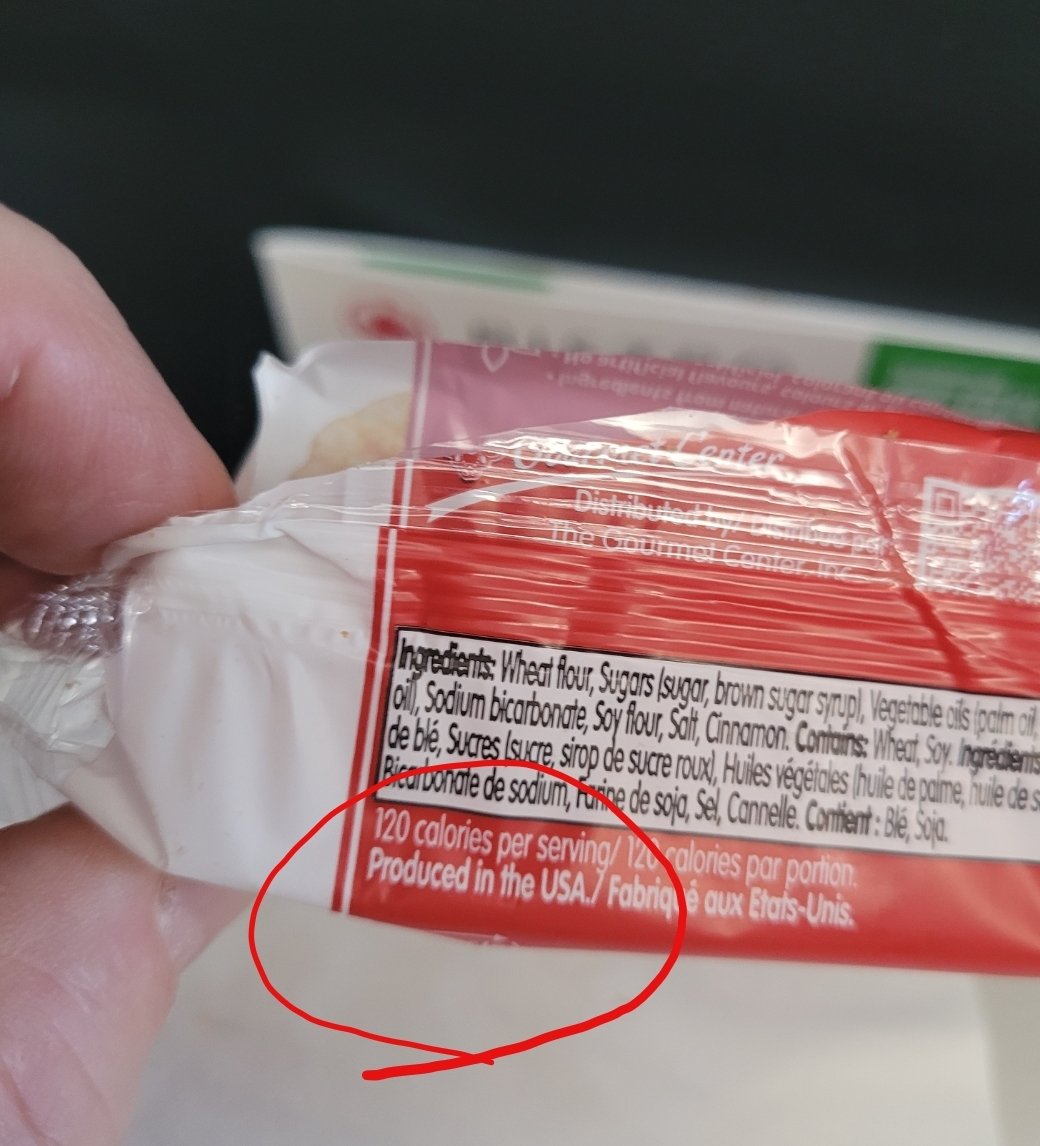 Center
Distributed by/ Distribué par
The Gourmet Center, Inc.
Ingredients: Wheat flour, Sugars (sugar, brown sugar syrup), Vegetable oils (palm oil,
oil), Sodium bicarbonate, Soy flour, Salt, Cinnamon. Contains: Wheat, Soy. Ingrédients
de blé, Sucres (sucre, sirop de sucre roux), Huiles végétales (huile de palme, huile de s
Bicarbonate de sodium, Farine de soja, Sel, Cannelle. Contient : Blé, Soja.
120 calories per serving/ 120 calories par portion.
Produced in the USA./ Fabriqué aux Etats-Unis.